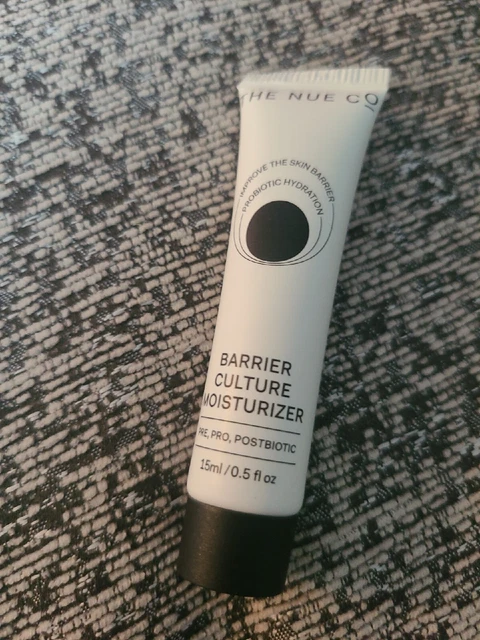 THE NUE CO
IMPROVE THE SKIN BARRIER
PROBIOTIC HYDRATION
BARRIER
CULTURE
MOISTURIZER
PRE, PRO, POSTBIOTIC
15ml/0.5 fl oz